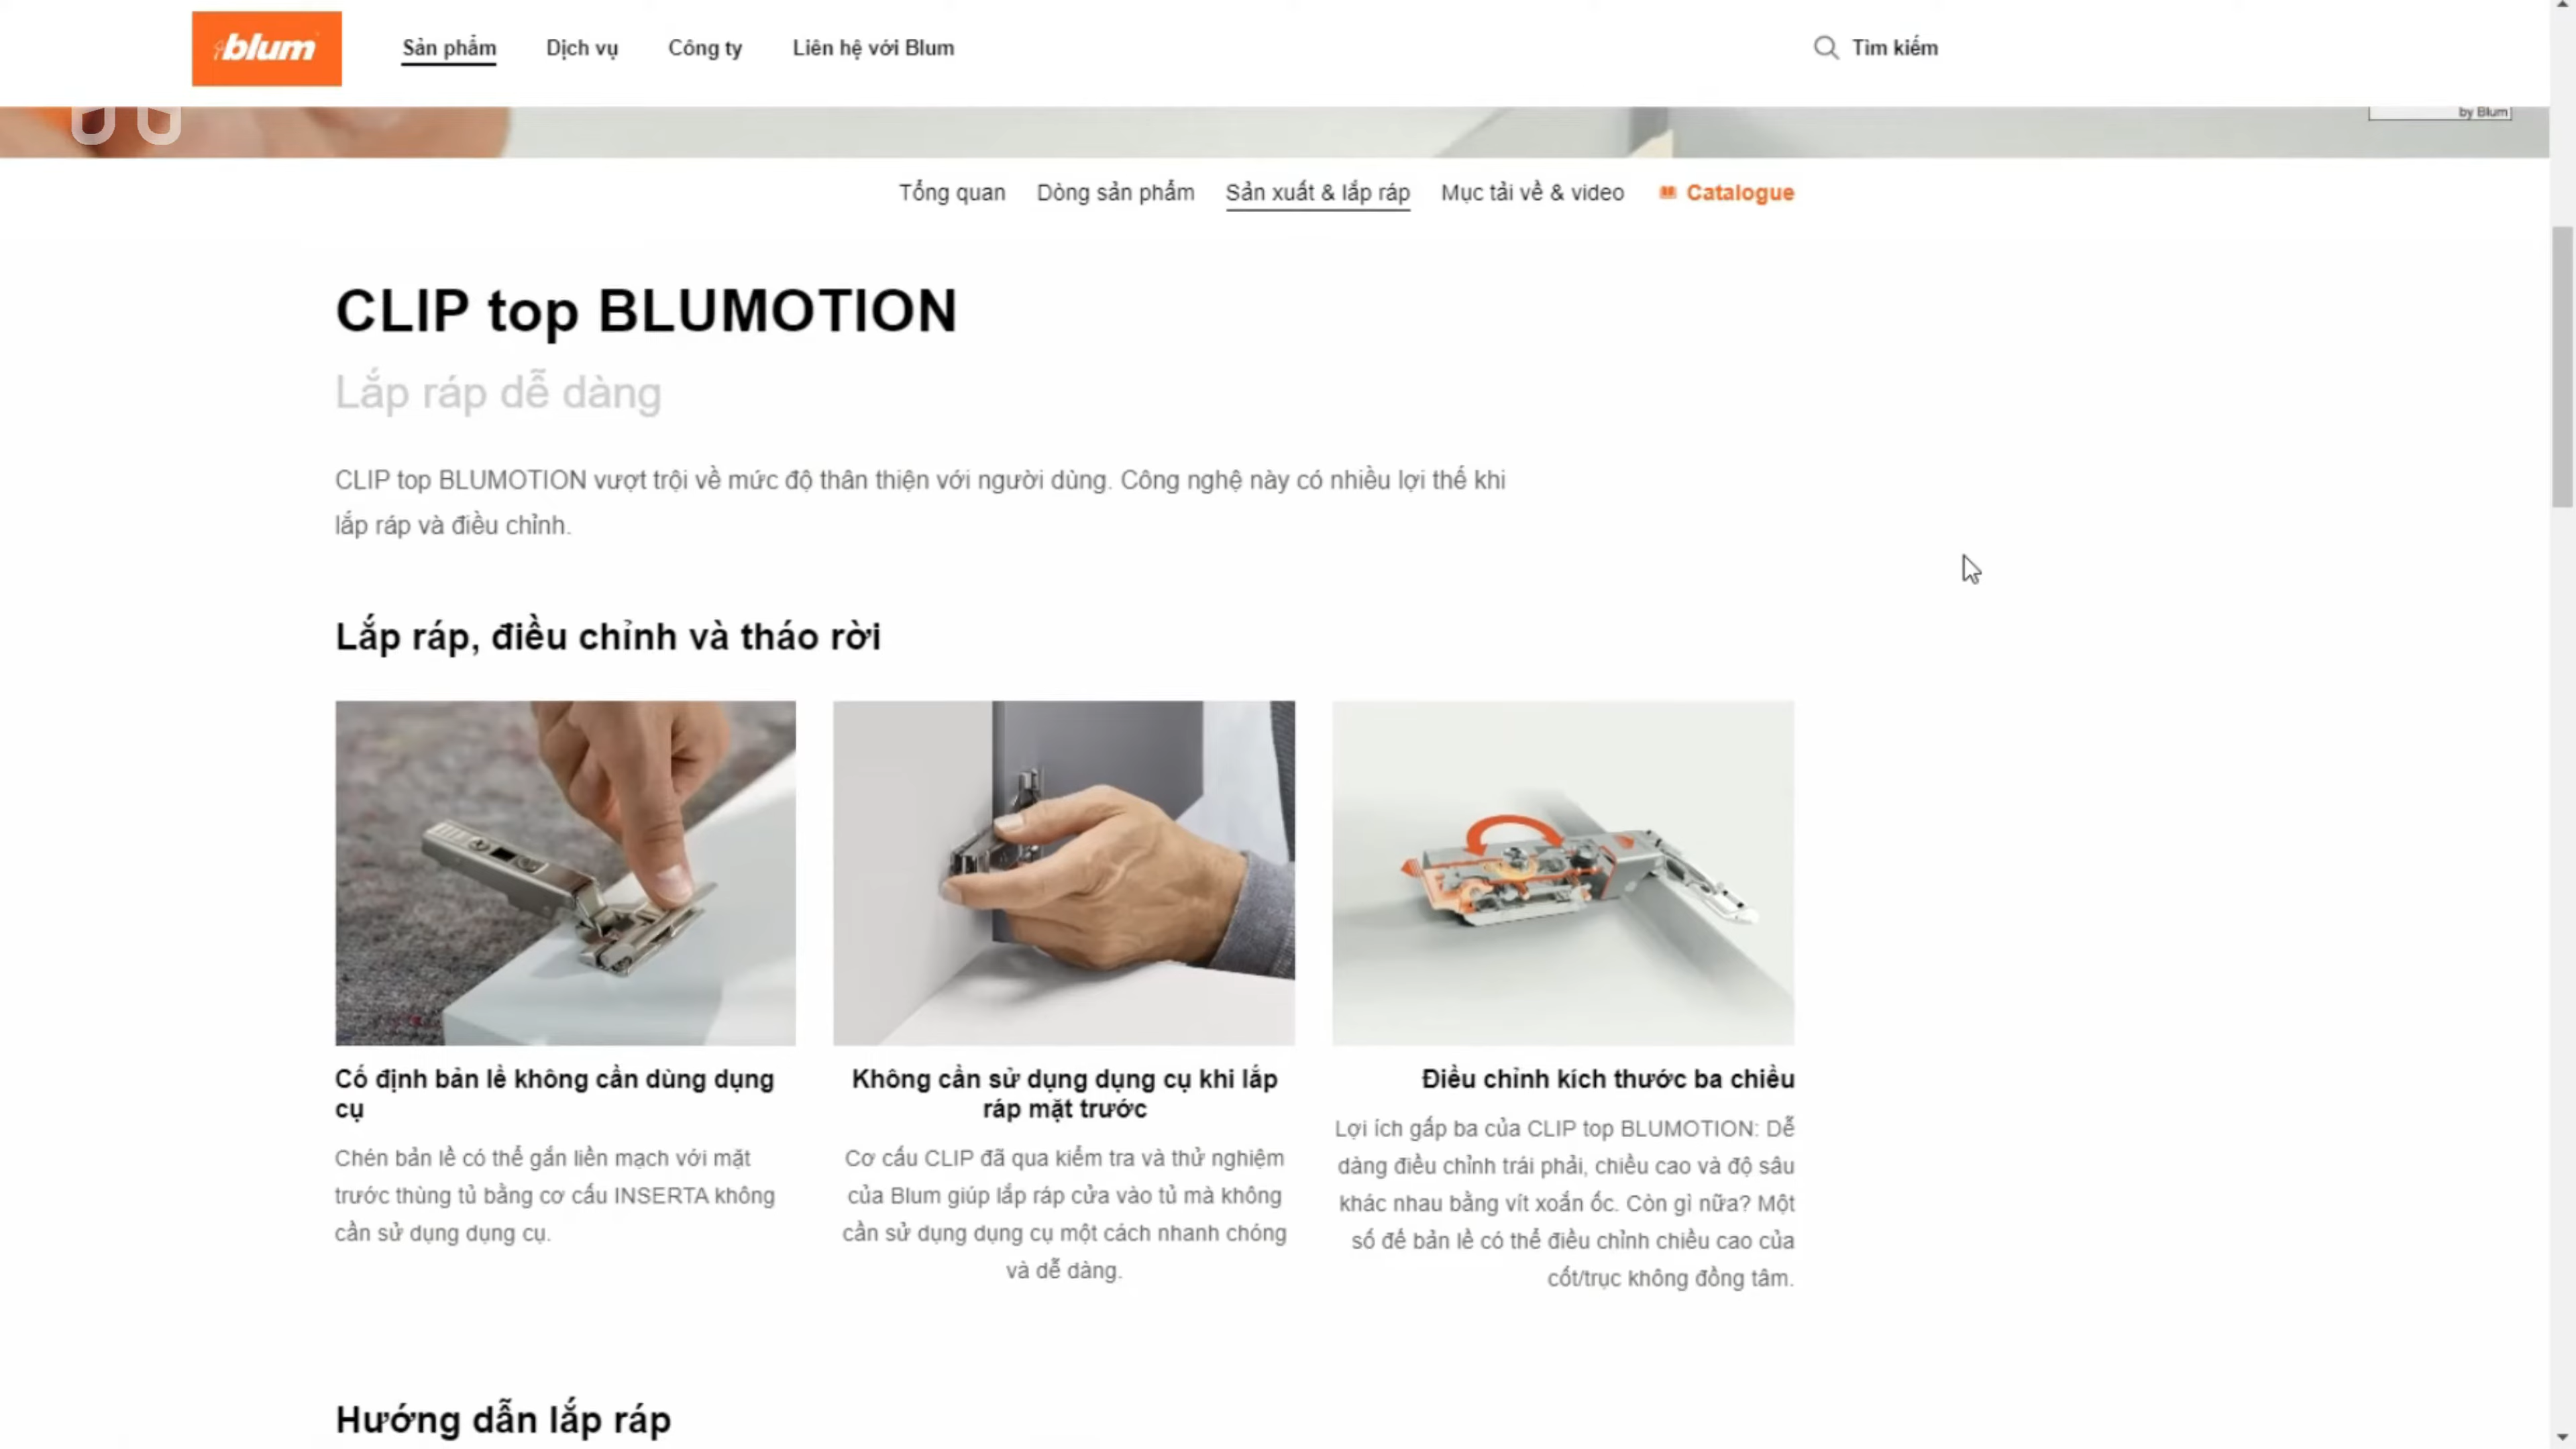 blum
Sản phẩm
Dịch vụ
Công ty
Liên hệ với Blum
Tìm kiếm
by Blum
Tổng quan
Dòng sản phẩm
Sản xuất & lắp ráp
Mục tải về & video
Catalogue
CLIP top BLUMOTION
Lắp ráp dễ dàng
CLIP top BLUMOTION vượt trội về mức độ thân thiện với người dùng. Công nghệ này có nhiều lợi thế khi
lắp ráp và điều chỉnh.
Lắp ráp, điều chỉnh và tháo rời
Cố định bản lề không cần dùng dụng
cụ
Chén bản lề có thể gắn liền mạch với mặt
trước thùng tủ bằng cơ cấu INSERTA không
cần sử dụng dụng cụ.
Không cần sử dụng dụng cụ khi lắp
ráp mặt trước
Cơ cấu CLIP đã qua kiểm tra và thử nghiệm
của Blum giúp lắp ráp cửa vào tủ mà không
cần sử dụng dụng cụ một cách nhanh chóng
và dễ dàng.
Điều chỉnh kích thước ba chiều
Lợi ích gấp ba của CLIP top BLUMOTION: Dễ
dàng điều chỉnh trái phải, chiều cao và độ sâu
khác nhau bằng vít xoắn ốc. Còn gì nữa? Một
số đế bản lề có thể điều chỉnh chiều cao của
cốt/trục không đồng tâm.
Hướng dẫn lắp ráp